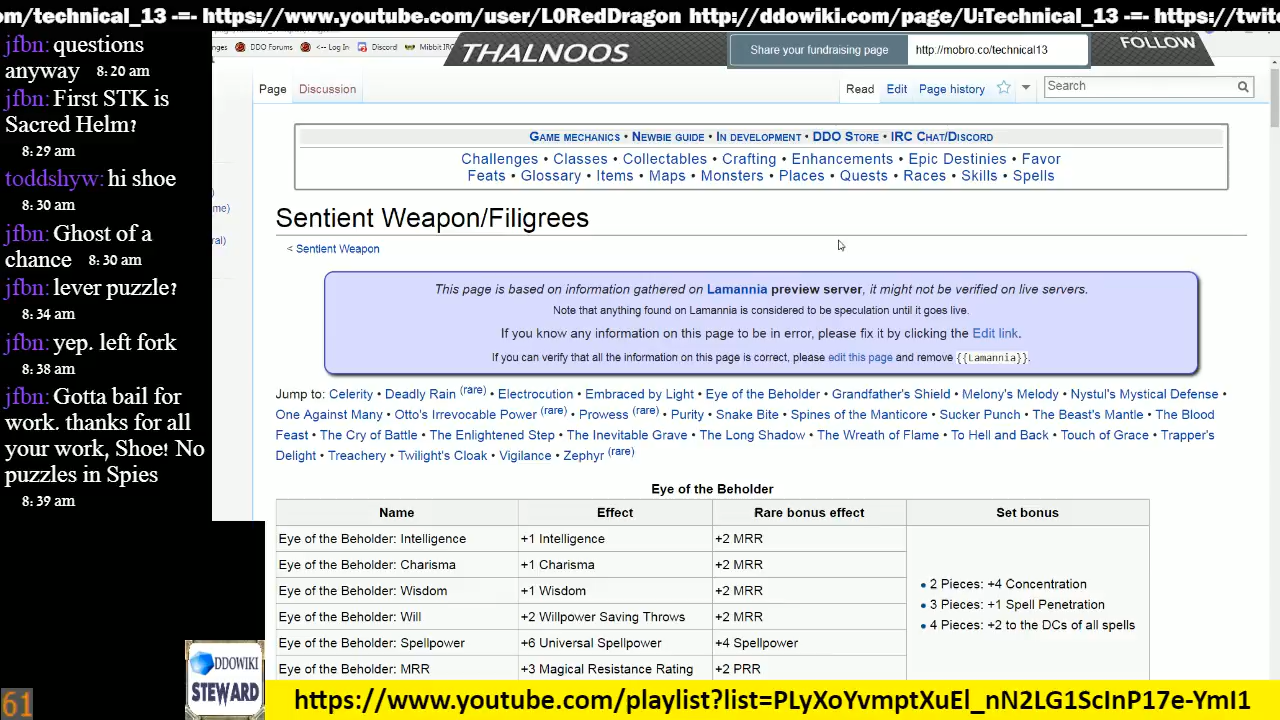 om/technical_13 -=- https://www.youtube.com/user/L0RedDragon http://ddowiki.com/page/U:Technical_13 -=- https://twitc
jfbn: questions
anyway 8:20 am
jfbn: First STK is
Sacred Helm?
8:29 am
toddshyw: hi shoe
8:30 am
jfbn: Ghost of a
chance 8:30 am
jfbn: lever puzzle?
8:34 am
jfbn: yep. left fork
8:38 am
jfbn: Gotta bail for
work. thanks for all
your work, Shoe! No
puzzles in Spies
8:39 am
nges DDO Forums <-- Log In Discord Mibbit IR
THALNOOS
Share your fundraising page http://mobro.co/technical13
FOLLOW
Page Discussion Read Edit Page history Search
Game mechanics • Newbie guide • In development • DDO Store • IRC Chat/Discord
Challenges • Classes • Collectables • Crafting • Enhancements • Epic Destinies • Favor
Feats • Glossary • Items • Maps • Monsters • Places • Quests • Races • Skills • Spells
)
me)
ral)
Sentient Weapon/Filigrees
< Sentient Weapon
This page is based on information gathered on Lamannia preview server, it might not be verified on live servers.
Note that anything found on Lamannia is considered to be speculation until it goes live.
If you know any information on this page to be in error, please fix it by clicking the Edit link.
If you can verify that all the information on this page is correct, please edit this page and remove {{Lamannia}}.
Jump to: Celerity • Deadly Rain (rare) • Electrocution • Embraced by Light • Eye of the Beholder • Grandfather's Shield • Melony's Melody • Nystul's Mystical Defense •
One Against Many • Otto's Irrevocable Power (rare) • Prowess (rare) • Purity • Snake Bite • Spines of the Manticore • Sucker Punch • The Beast's Mantle • The Blood
Feast • The Cry of Battle • The Enlightened Step • The Inevitable Grave • The Long Shadow • The Wreath of Flame • To Hell and Back • Touch of Grace • Trapper's
Delight • Treachery • Twilight's Cloak • Vigilance • Zephyr (rare)
Eye of the Beholder
Name Effect Rare bonus effect Set bonus
Eye of the Beholder: Intelligence +1 Intelligence +2 MRR
Eye of the Beholder: Charisma +1 Charisma +2 MRR
Eye of the Beholder: Wisdom +1 Wisdom +2 MRR
Eye of the Beholder: Will +2 Willpower Saving Throws +2 MRR
Eye of the Beholder: Spellpower +6 Universal Spellpower +4 Spellpower
Eye of the Beholder: MRR +3 Magical Resistance Rating +2 PRR
• 2 Pieces: +4 Concentration
• 3 Pieces: +1 Spell Penetration
• 4 Pieces: +2 to the DCs of all spells
DDOWIKI
STEWARD
61
https://www.youtube.com/playlist?list=PLyXoYvmptXuEl_nN2LG1ScInP17e-YmI1